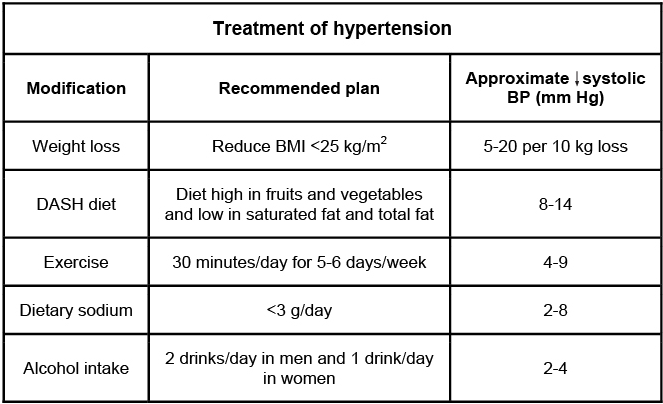 Treatment of hypertension
Modification
Recommended plan
Approximate ↓systolic
BP (mm Hg)
Weight loss
Reduce BMI <25 kg/m²
5-20 per 10 kg loss
DASH diet
Diet high in fruits and vegetables
and low in saturated fat and total fat
8-14
Exercise
30 minutes/day for 5-6 days/week
4-9
Dietary sodium
<3 g/day
2-8
Alcohol intake
2 drinks/day in men and 1 drink/day
in women
2-4